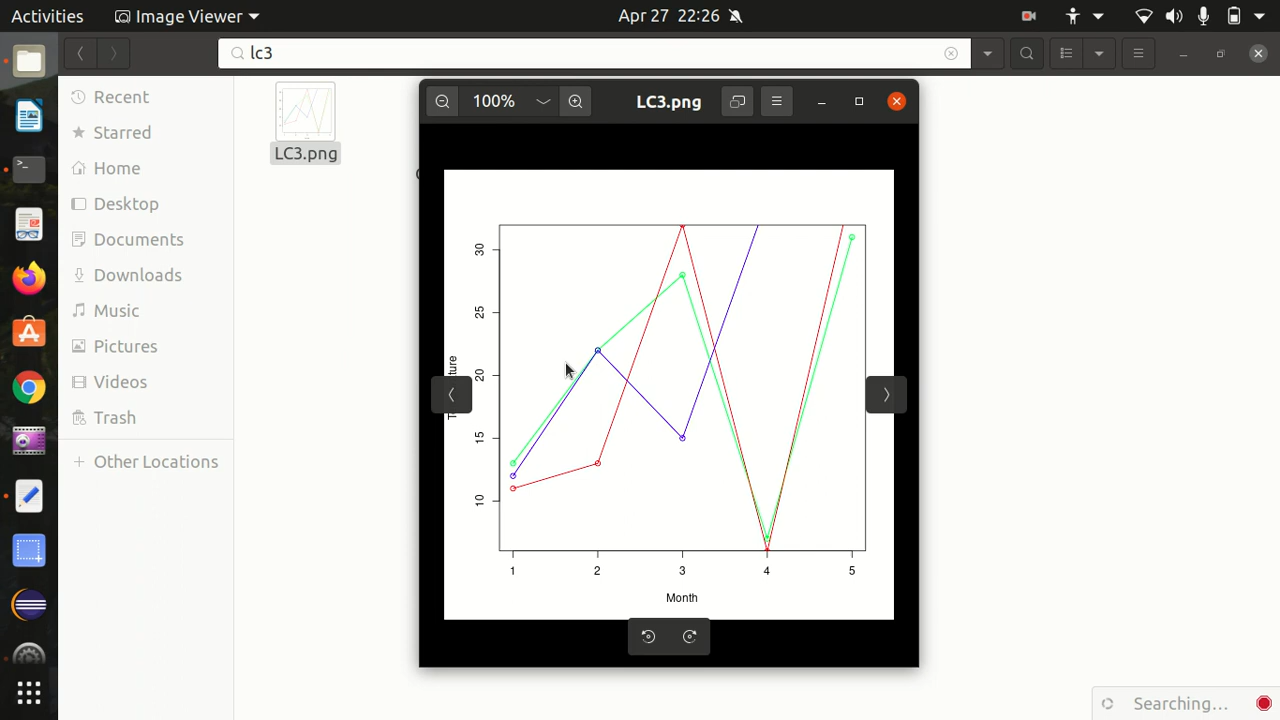 Activities
Image Viewer
Apr 27 22:26
lc3
Recent
Starred
Home
Desktop
Documents
Downloads
Music
Pictures
Videos
Trash
Other Locations
LC3.png
100%
LC3.png
30
25
20
15
10
1 2 3 4 5
Month
Searching...